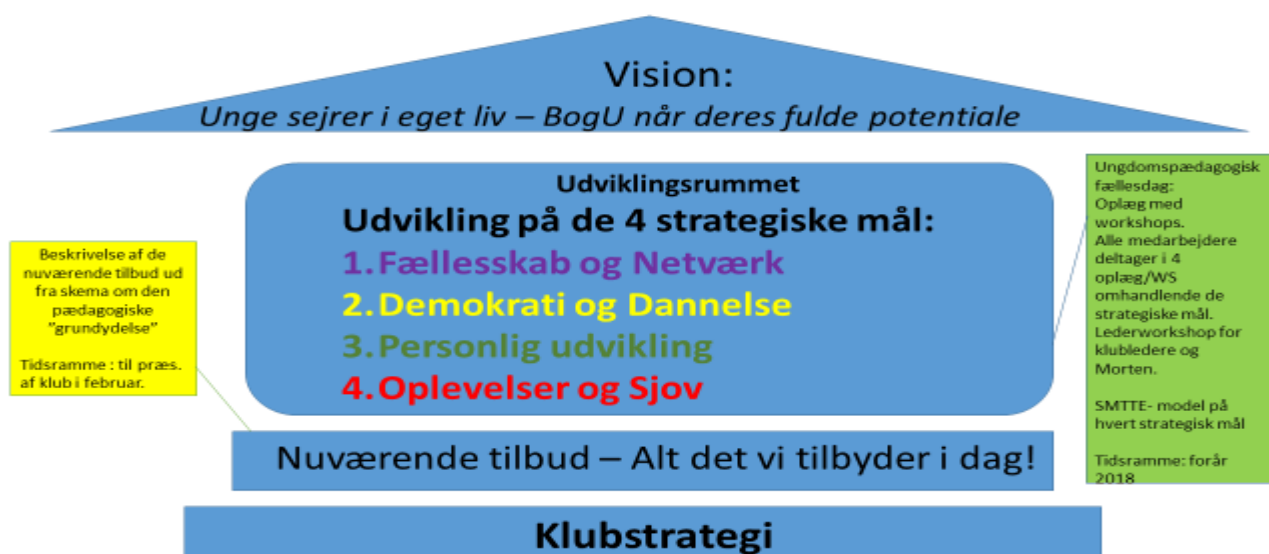 Vision:
Unge sejrer i eget liv – BogU når deres fulde potentiale
Udviklingsrummet
Udvikling på de 4 strategiske mål:
1. Fællesskab og Netværk
2. Demokrati og Dannelse
3. Personlig udvikling
4. Oplevelser og Sjov
Beskrivelse af de
nuværende tilbud ud
fra skema om den
pædagogiske
”grundydelse”
Tidsramme : til præs.
af klub i februar.
Ungdomspædagogisk
fællesdag:
Oplæg med
workshops.
Alle medarbejdere
deltager i 4
oplæg/WS
omhandlende de
strategiske mål.
Lederworkshop for
klubledere og
Morten.
SMTTE- model på
hvert strategisk mål
Tidsramme: forår
2018
Nuværende tilbud – Alt det vi tilbyder i dag!
Klubstrategi